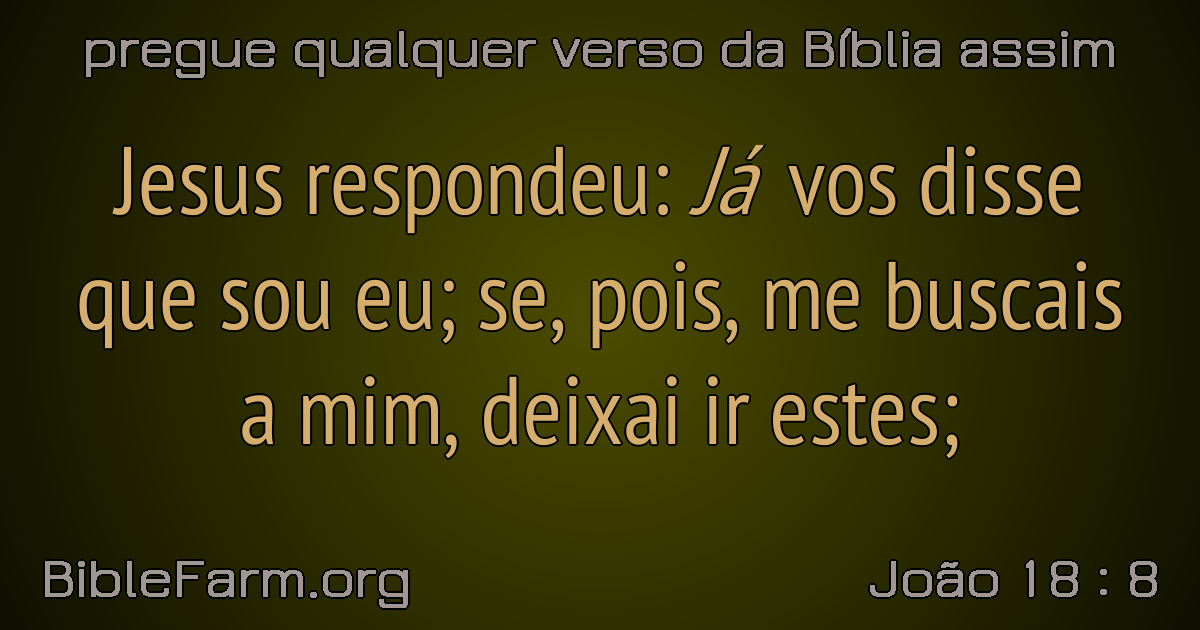 pregue qualquer verso da Bíblia assim
Jesus respondeu: Já vos disse
que sou eu; se, pois, me buscais
a mim, deixai ir estes;
BibleFarm.org
João 18 : 8